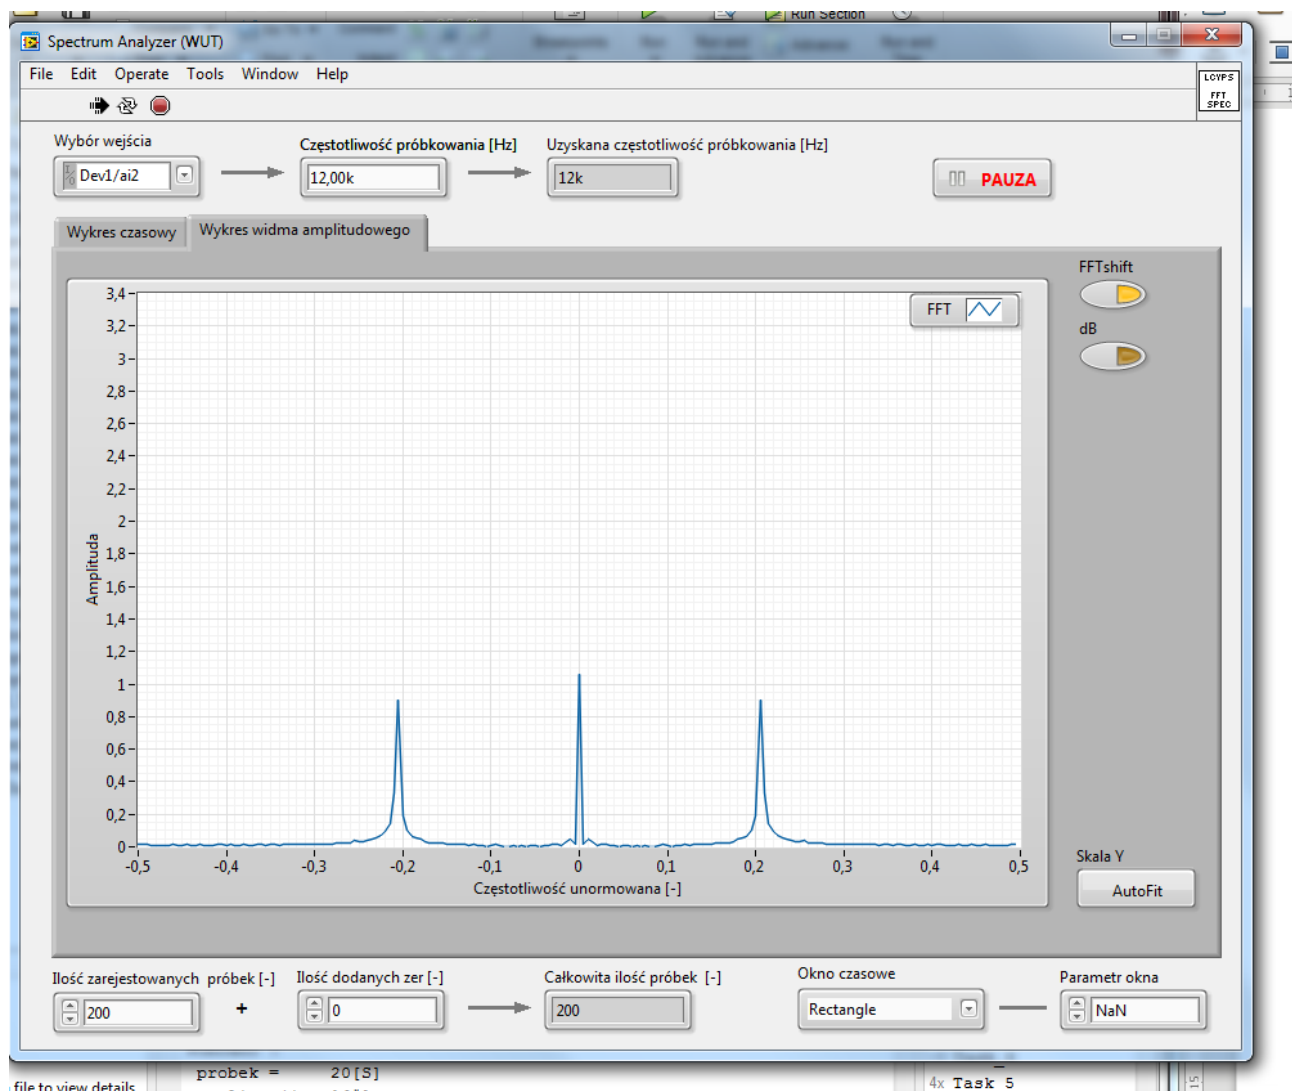 Run Section
Spectrum Analyzer (WUT)
File Edit Operate Tools Window Help
LCYPS
FFT
SPEC
Wybór wejścia
Częstotliwość próbkowania [Hz]
Uzyskana częstotliwość próbkowania [Hz]
Dev1/ai2
12,00k
12k
PAUZA
Wykres czasowy
Wykres widma amplitudowego
FFTshift
dB
FFT
3,4
3,2
3
2,8
2,6
2,4
2,2
2
1,8
1,6
1,4
1,2
1
0,8
0,6
0,4
0,2
0
Amplituda
-0,5 -0,4 -0,3 -0,2 -0,1 0 0,1 0,2 0,3 0,4 0,5
Częstotliwość unormowana [-]
Skala Y
AutoFit
Ilość zarejestowanych próbek [-]
Ilość dodanych zer [-]
Całkowita ilość próbek [-]
Okno czasowe
Parametr okna
200
+
0
200
Rectangle
NaN
probek = 20[S]
file to view details
4x Task 5